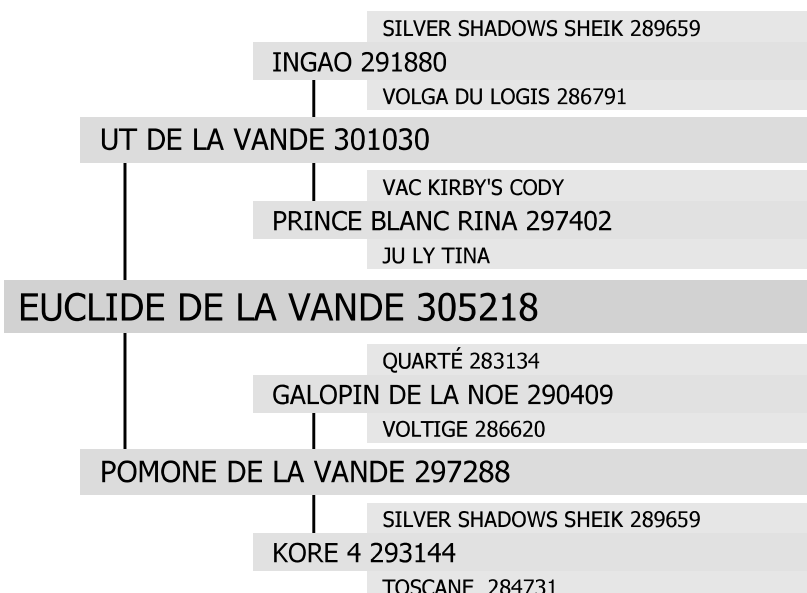 SILVER SHADOWS SHEIK 289659
INGAO 291880
VOLGA DU LOGIS 286791
UT DE LA VANDE 301030
VAC KIRBY'S CODY
PRINCE BLANC RINA 297402
JU LY TINA
EUCLIDE DE LA VANDE 305218
QUARTÉ 283134
GALOPIN DE LA NOE 290409
VOLTIGE 286620
POMONE DE LA VANDE 297288
SILVER SHADOWS SHEIK 289659
KORE 4 293144
TOSCANE 284731